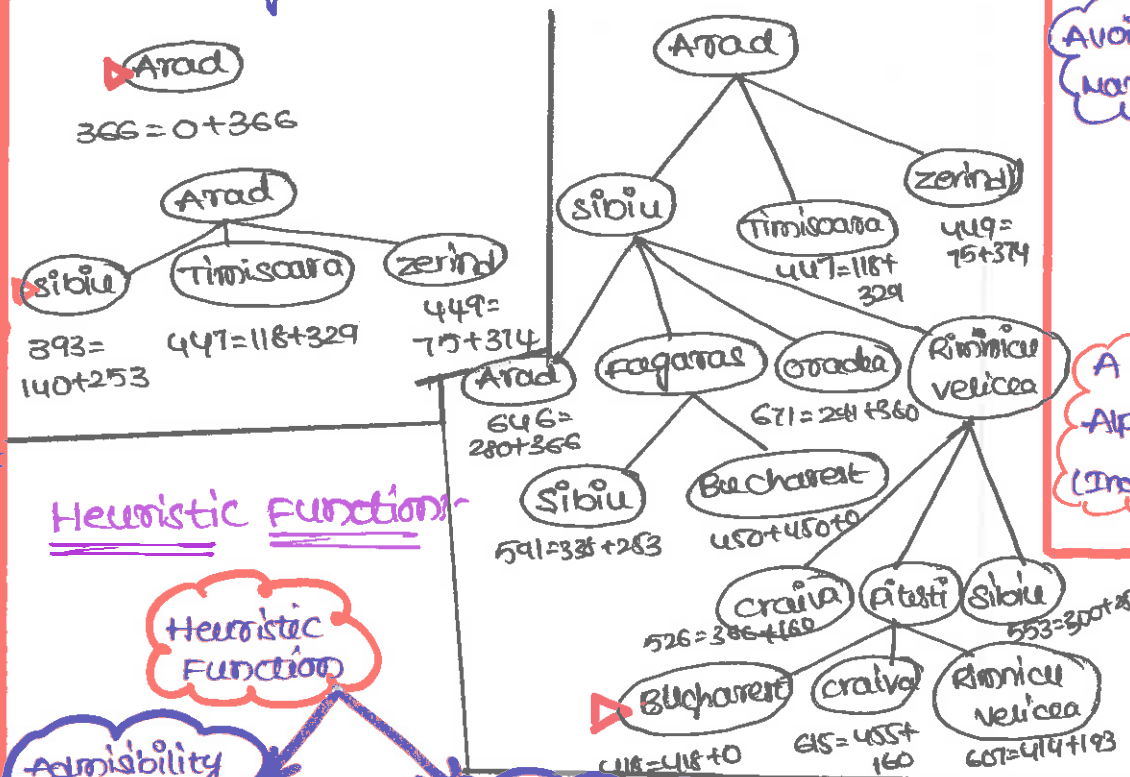 Arad
366=0+366
Arad
Sibiu
Timisoara
Zerind
393=
140+253
447=118+329
449=
75+374
Heuristic Functions
Heuristic
Function
Admisibility
Arad
Sibiu
Timisoara
Zerind
447=118+
329
449=
75+374
Arad
646=
280+366
Fagaras
oradea
671=291+360
Rimnicu
velicea
Sibiu
591=338+253
Bucharest
450+450+0
craiva
526=366+160
Pitesti
Sibiu
553=300+
Bucharest
418=418+0
craiva
615=455+
160
Rimnicu
velicea
607=414+193
A